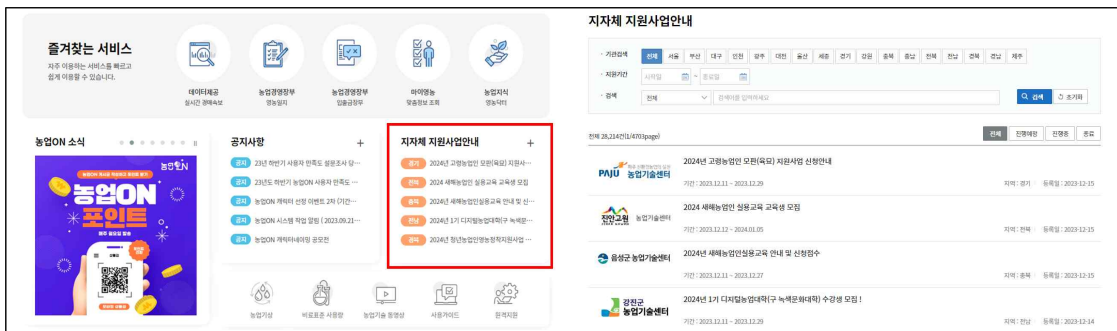 즐겨찾는 서비스
자주 이용하는 서비스를 빠르고
쉽게 이용할 수 있습니다.
데이터제공
실시간 경매속보
농업경영장부
영농일지
농업경영장부
입출금장부
아이영농
맞춤정보 조회
농업지식
영농닥터
농업ON 소식
농업ON
농업ON
포인트
매주 금요일 발송
공지사항 +
공지 23년 하반기 사용자 만족도 설문조사 당…
공지 23년도 하반기 농업ON 사용자 만족도 …
공지 농업ON 캐릭터 선정 이벤트 2차 (기간…
공지 농업ON 시스템 작업 알림 ( 2023.09.21…
공지 농업ON 캐릭터네이밍 공모전
지자체 지원사업안내 +
경기 2024년 고령농업인 모판(육묘) 지원사…
전북 2024 새해농업인 실용교육 교육생 모집
충북 2024년 새해농업인실용교육 안내 및 신…
전남 2024년 1기 디지털농업대학(구 녹색문…
경북 2024년 청년농업인영농정착지원사업 …
농업기상
비료표준 사용량
농업기술 동영상
사용가이드
원격지원
지자체 지원사업안내
· 기관검색 전체 서울 부산 대구 인천 광주 대전 울산 세종 경기 강원 충북 충남 전북 전남 경북 경남 제주
· 지원기간 시작일 ~ 종료일
· 검색 전체 검색어를 입력하세요 검색 초기화
전체 28,214건(1/4703page) 전체 진행예정 진행중 종료
PAJU 농업기술센터
2024년 고령농업인 모판(육묘) 지원사업 신청안내
기간 : 2023.12.11 ~ 2023.12.29 지역 : 경기 등록일 : 2023-12-15
진안고원 농업기술센터
2024 새해농업인 실용교육 교육생 모집
기간 : 2023.12.12 ~ 2024.01.05 지역 : 전북 등록일 : 2023-12-15
음성군 농업기술센터
2024년 새해농업인실용교육 안내 및 신청접수
기간 : 2023.12.11 ~ 2023.12.27 지역 : 충북 등록일 : 2023-12-15
강진군
농업기술센터
2024년 1기 디지털농업대학(구 녹색문화대학) 수강생 모집 !
기간 : 2023.12.11 ~ 2023.12.29 지역 : 전남 등록일 : 2023-12-14